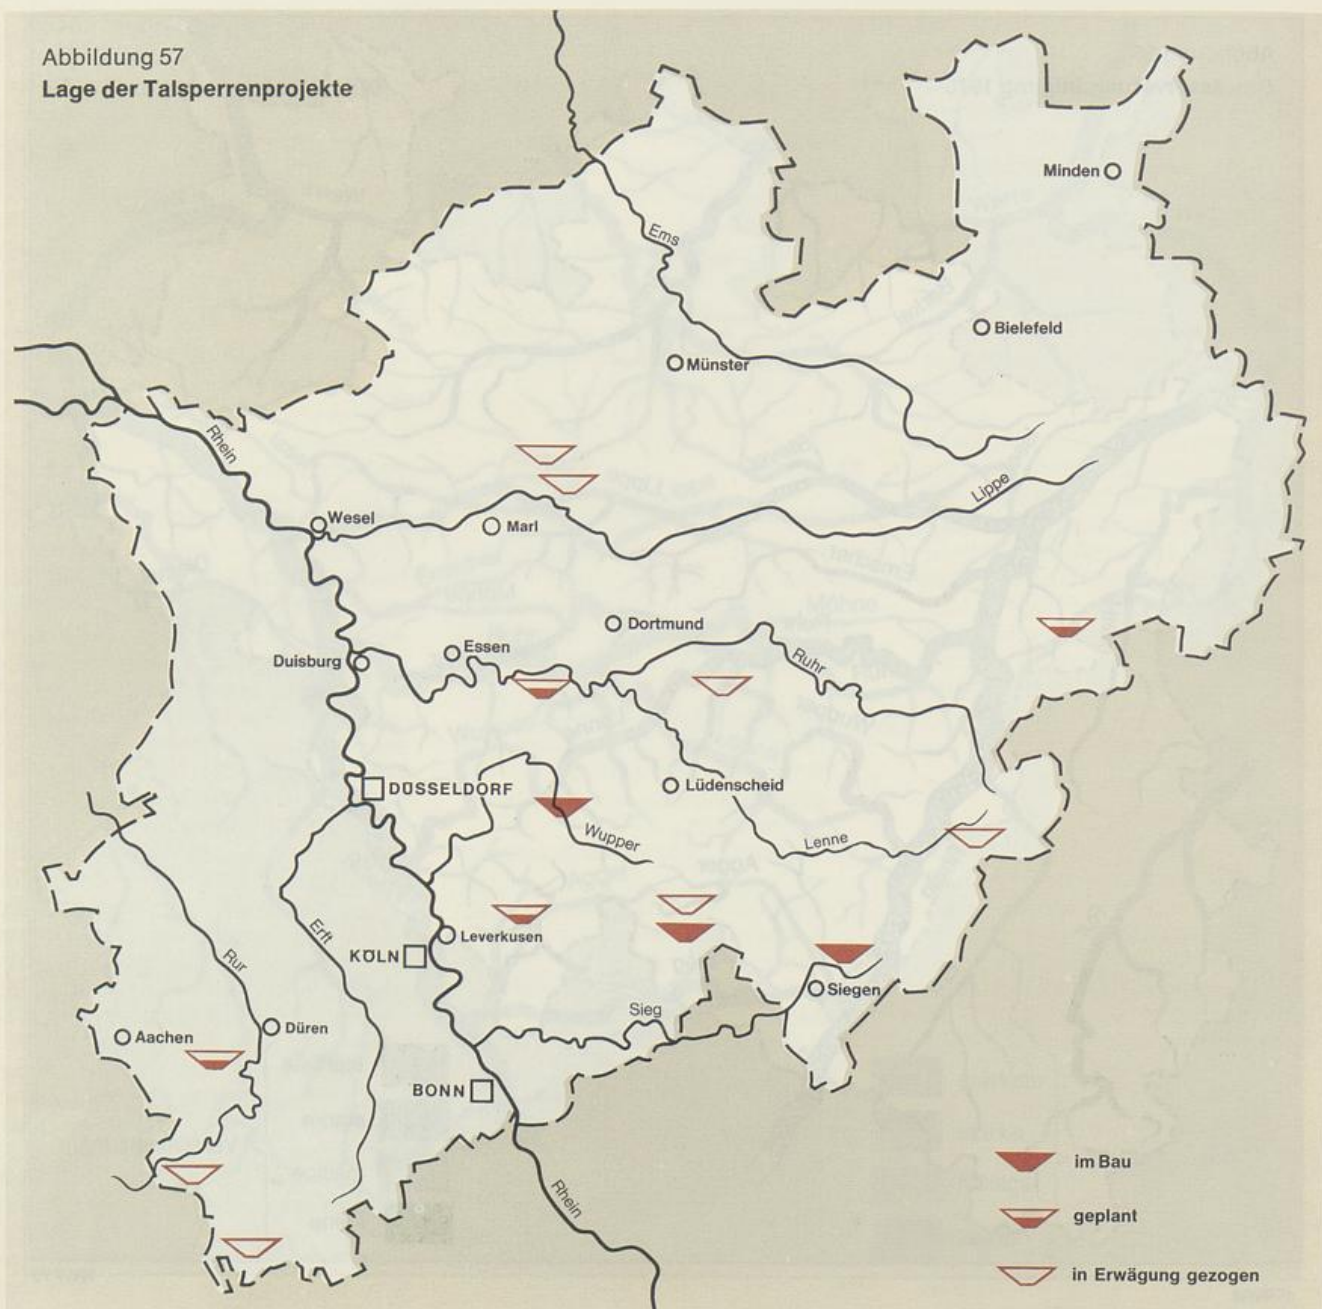 Abbildung 57
Lage der Talsperrenprojekte
Minden
Ems
Bielefeld
Münster
Rhein
Lippe
Wesel
Marl
Dortmund
Essen
Duisburg
Ruhr
DÜSSELDORF
Lüdenscheid
Wupper
Lenne
Erft
Leverkusen
KÖLN
Rur
Siegen
Sieg
Düren
Aachen
BONN
Rhein
im Bau
geplant
in Erwägung gezogen